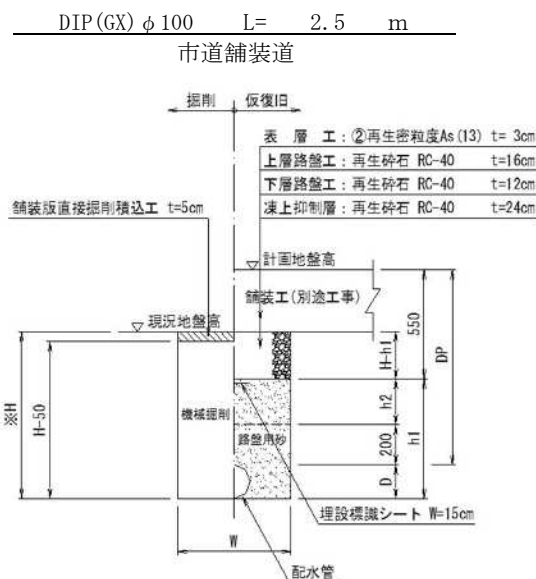 DIP(GX)φ100 L= 2.5 m
市道舗装道
掘削 仮復旧
表 層 工：②再生密粒度As(13) t= 3cm
上層路盤工：再生砕石 RC-40 t=16cm
下層路盤工：再生砕石 RC-40 t=12cm
凍上抑制層：再生砕石 RC-40 t=24cm
舗装版直接掘削積込工 t=5cm
計画地盤高
舗装工(別途工事)
現況地盤高
550
DP
H-h1
※H
H-50
機械掘削
路盤用砂
h2
200
h1
D
埋設標識シート W=15cm
W
配水管